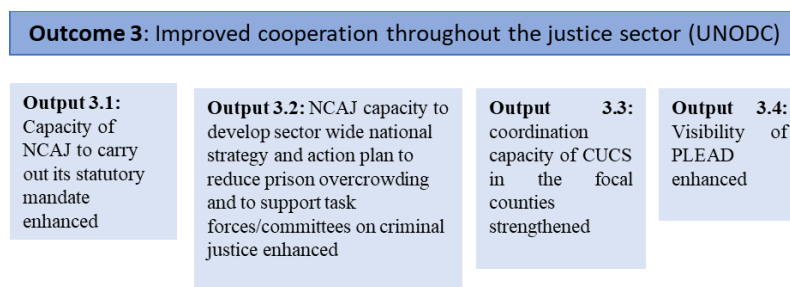 Outcome 3: Improved cooperation throughout the justice sector (UNODC)
Output 3.1:
Capacity of
NCAJ to carry
out its statutory
mandate
enhanced
Output 3.2: NCAJ capacity to
develop sector wide national
strategy and action plan to
reduce prison overcrowding
and to support task
forces/committees on criminal
justice enhanced
Output 3.3:
coordination
capacity of CUCS
in the focal
counties
strengthened
Output 3.4:
Visibility of
PLEAD
enhanced